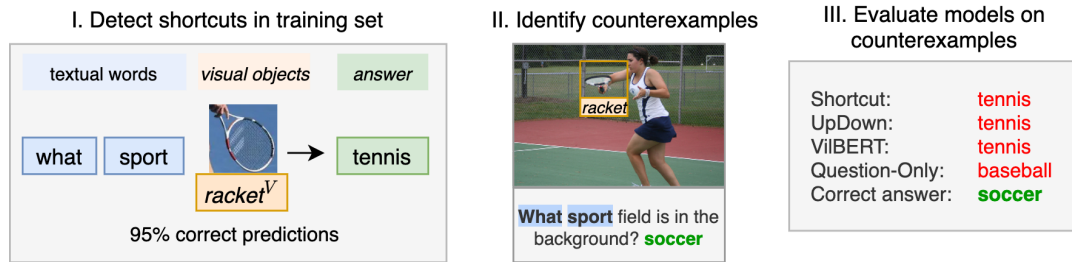 I. Detect shortcuts in training set
textual words
visual objects
answer
what
sport
racketV
tennis
95% correct predictions
II. Identify counterexamples
racket
What sport field is in the
background? soccer
III. Evaluate models on
counterexamples
Shortcut: tennis
UpDown: tennis
VilBERT: tennis
Question-Only: baseball
Correct answer: soccer